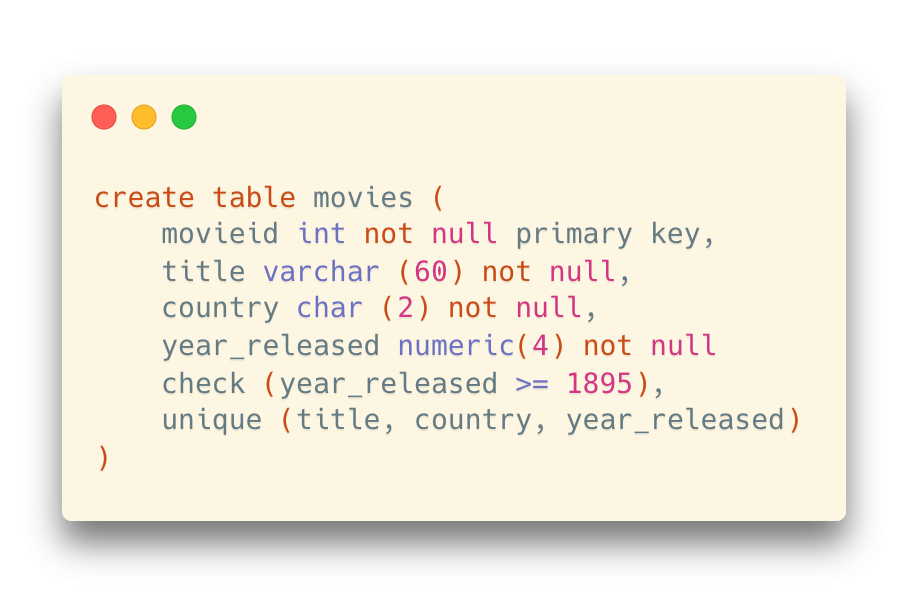 create table movies (
    movieid int not null primary key,
    title varchar (60) not null,
    country char (2) not null,
    year_released numeric(4) not null
    check (year_released >= 1895),
    unique (title, country, year_released)
)